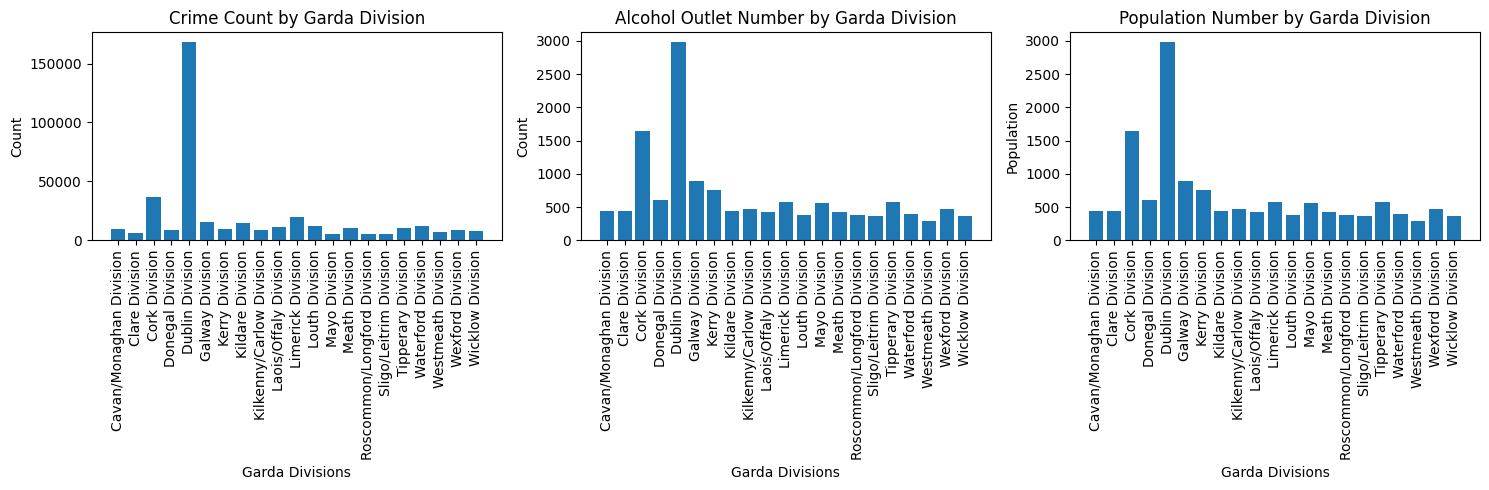 Crime Count by Garda Division
Count
150000
100000
50000
0
Cavan/Monaghan Division
Clare Division
Cork Division
Donegal Division
Dublin Division
Galway Division
Kerry Division
Kildare Division
Kilkenny/Carlow Division
Laois/Offaly Division
Limerick Division
Louth Division
Mayo Division
Meath Division
Roscommon/Longford Division
Sligo/Leitrim Division
Tipperary Division
Waterford Division
Westmeath Division
Wexford Division
Wicklow Division
Garda Divisions
Alcohol Outlet Number by Garda Division
Count
3000
2500
2000
1500
1000
500
0
Cavan/Monaghan Division
Clare Division
Cork Division
Donegal Division
Dublin Division
Galway Division
Kerry Division
Kildare Division
Kilkenny/Carlow Division
Laois/Offaly Division
Limerick Division
Louth Division
Mayo Division
Meath Division
Roscommon/Longford Division
Sligo/Leitrim Division
Tipperary Division
Waterford Division
Westmeath Division
Wexford Division
Wicklow Division
Garda Divisions
Population Number by Garda Division
Population
3000
2500
2000
1500
1000
500
0
Cavan/Monaghan Division
Clare Division
Cork Division
Donegal Division
Dublin Division
Galway Division
Kerry Division
Kildare Division
Kilkenny/Carlow Division
Laois/Offaly Division
Limerick Division
Louth Division
Mayo Division
Meath Division
Roscommon/Longford Division
Sligo/Leitrim Division
Tipperary Division
Waterford Division
Westmeath Division
Wexford Division
Wicklow Division
Garda Divisions